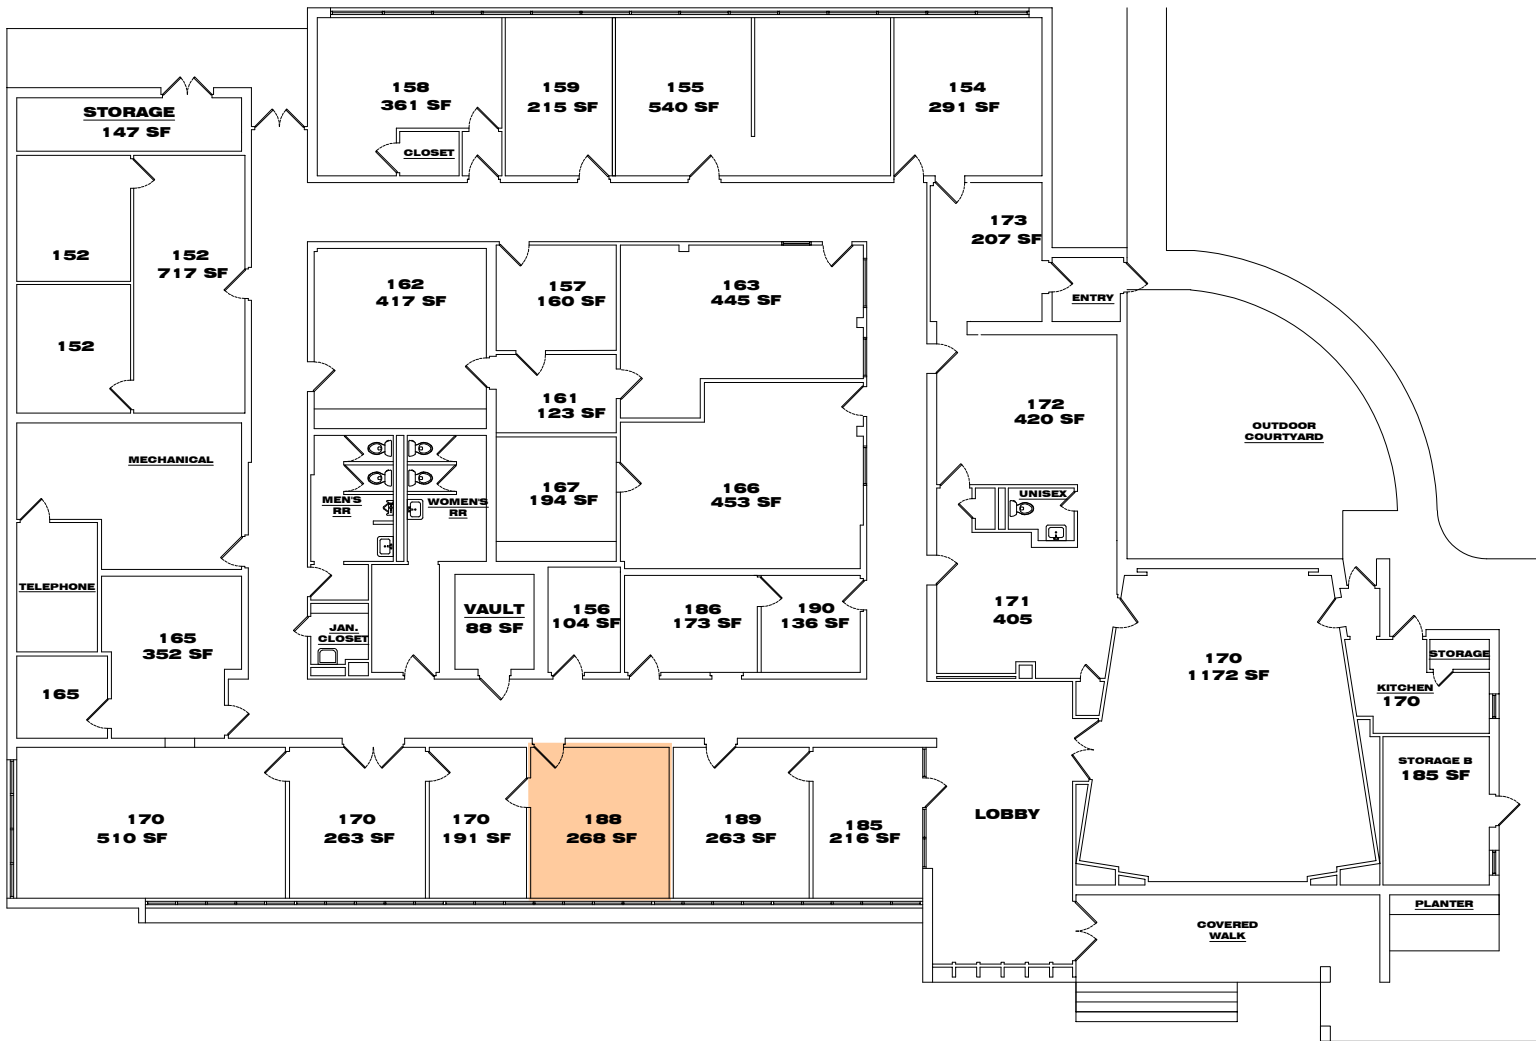 158
361 SF
159
215 SF
155
540 SF
154
291 SF
STORAGE
147 SF
CLOSET
152
152
717 SF
152
173
207 SF
ENTRY
162
417 SF
157
160 SF
163
445 SF
161
123 SF
172
420 SF
OUTDOOR
COURTYARD
MECHANICAL
MEN'S
RR
WOMEN'S
RR
167
194 SF
166
453 SF
UNISEX
TELEPHONE
165
352 SF
165
JAN.
CLOSET
VAULT
88 SF
156
104 SF
186
173 SF
190
136 SF
171
405
170
1172 SF
STORAGE
KITCHEN
170
STORAGE B
185 SF
170
510 SF
170
263 SF
170
191 SF
188
268 SF
189
263 SF
185
216 SF
LOBBY
COVERED
WALK
PLANTER